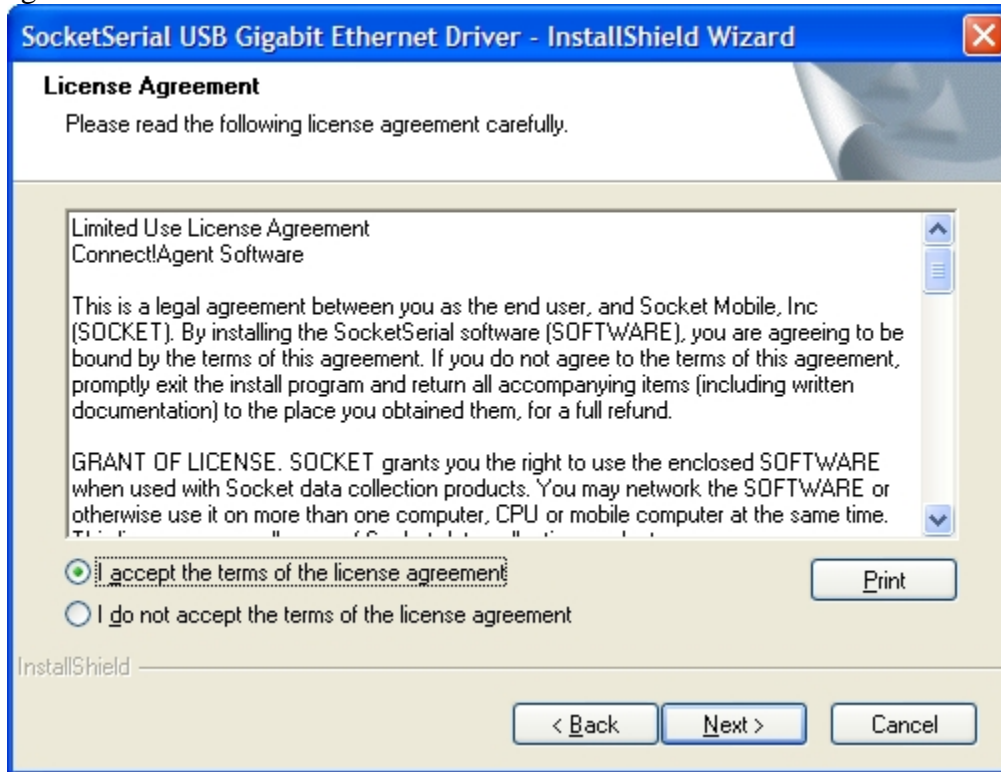 SocketSerial USB Gigabit Ethernet Driver - InstallShield Wizard
License Agreement
Please read the following license agreement carefully.
Limited Use License Agreement
Connect!Agent Software
This is a legal agreement between you as the end user, and Socket Mobile, Inc
(SOCKET). By installing the SocketSerial software (SOFTWARE), you are agreeing to be
bound by the terms of this agreement. If you do not agree to the terms of this agreement,
promptly exit the install program and return all accompanying items (including written
documentation) to the place you obtained them, for a full refund.
GRANT OF LICENSE. SOCKET grants you the right to use the enclosed SOFTWARE
when used with Socket data collection products. You may network the SOFTWARE or
otherwise use it on more than one computer, CPU or mobile computer at the same time.
I accept the terms of the license agreement
Print
I do not accept the terms of the license agreement
InstallShield
< Back
Next >
Cancel